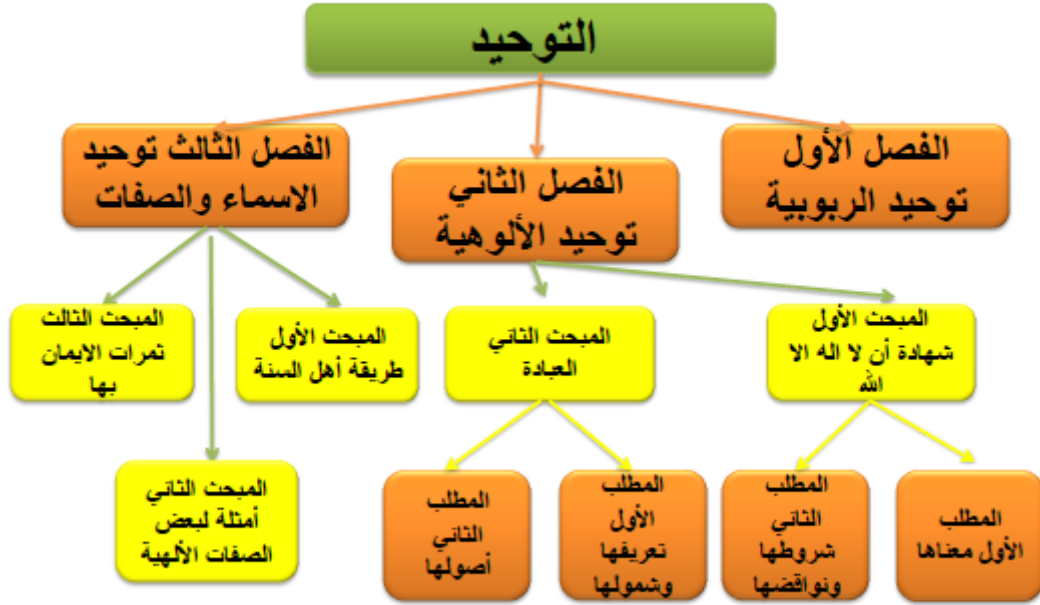 التوحيد
الفصل الأول
توحيد الربوبية
الفصل الثاني
توحيد الألوهية
الفصل الثالث توحيد
الاسماء والصفات
المبحث الأول
شهادة أن لا اله الا
الله
المبحث الثاني
العبادة
المبحث الأول
طريقة أهل السنة
المبحث الثالث
ثمرات الايمان
بها
المبحث الثاني
أمثلة لبعض
الصفات الألهية
المطلب
الأول معناها
المطلب
الثاني
شروطها
ونواقضها
المطلب
الأول
تعريفها
وشمولها
المطلب
الثاني
أصولها